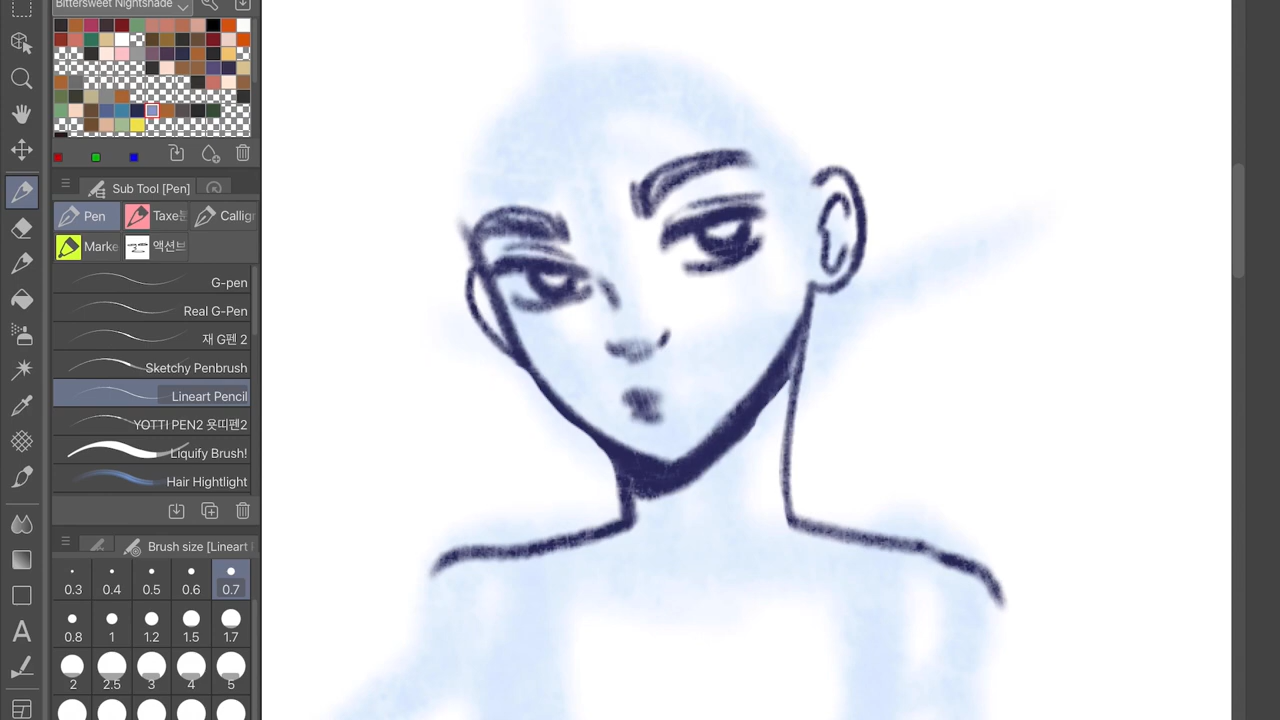 Bittersweet Nightshade
Sub Tool [Pen]
Pen
Marke
액션브
G-pen
Real G-Pen
재 G펜 2
Sketchy Penbrush
Lineart Pencil
YOTTI PEN2 욧띠펜2
Liquify Brush!
Hair Hightlight
Brush size [Lineart
0.3 0.4 0.5 0.6 0.7
0.8 1 1.2 1.5 1.7
2 2.5 3 4 5